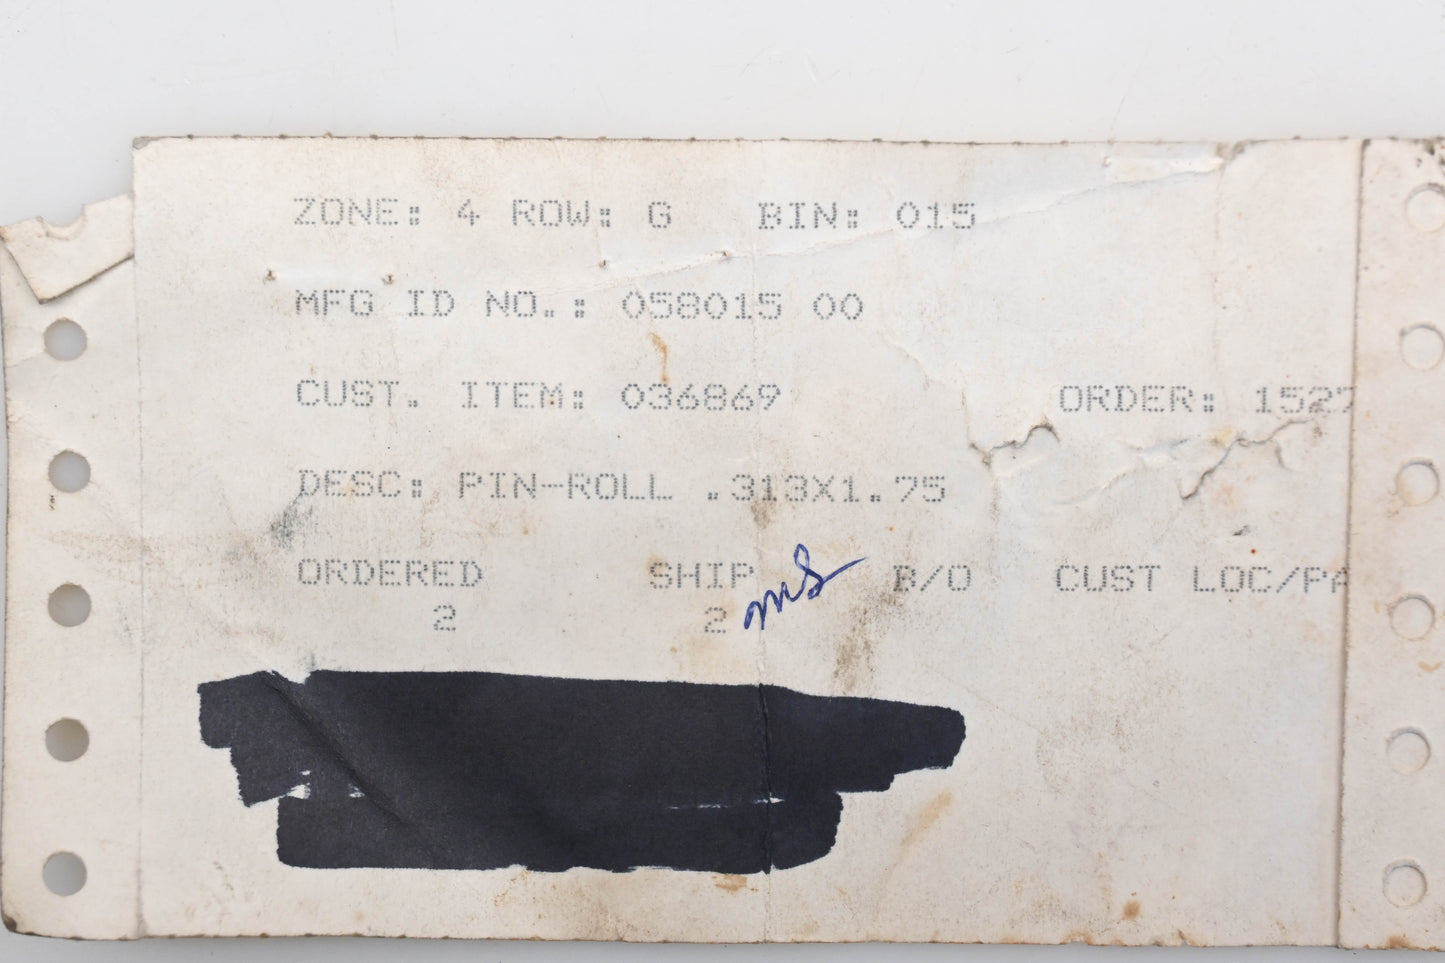 ZONE: 4 ROW: G BIN: 015
MFG ID NO.: 058015 00
CUST. ITEM: 036869 ORDER: 1527
DESC: PIN-ROLL .313X1.75
ORDERED SHIP B/O CUST LOC/PA
2 2 ms